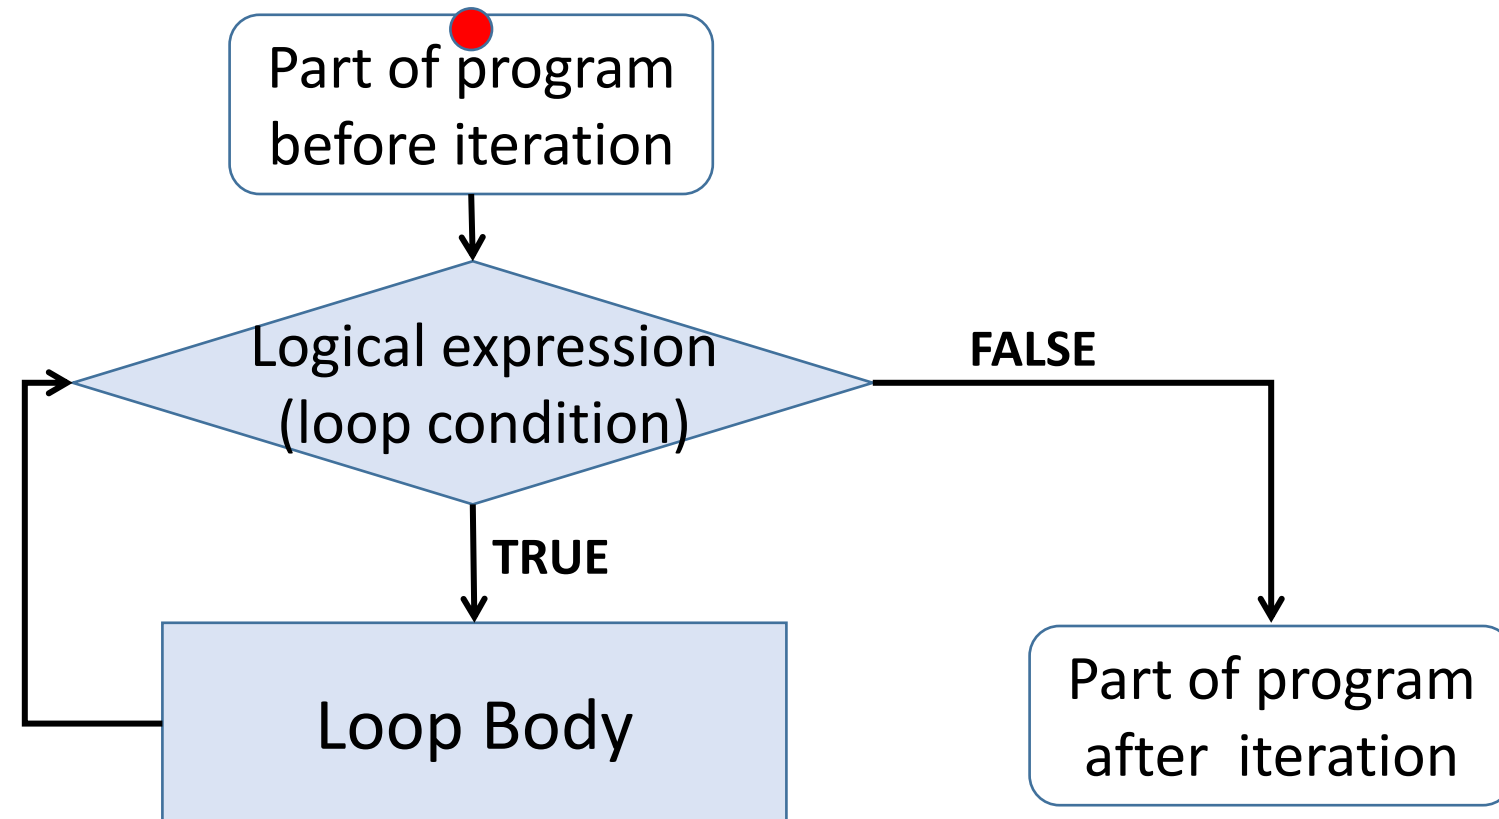 Part of program
before iteration
Logical expression
(loop condition)
FALSE
TRUE
Loop Body
Part of program
after  iteration